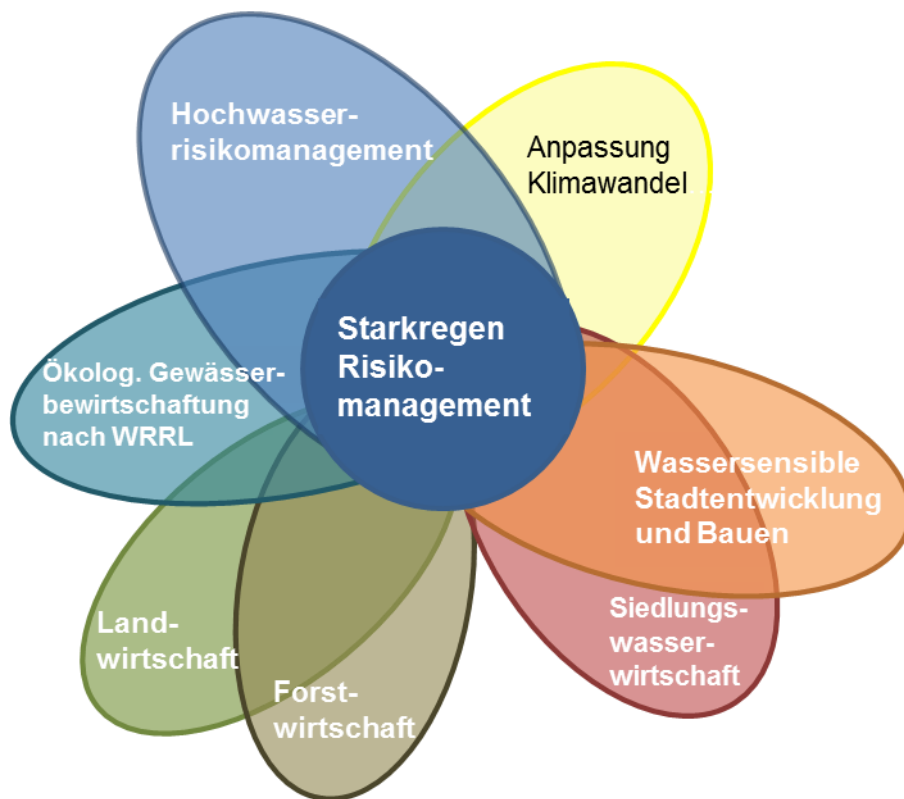 Hochwasser-
risikomanagement
Anpassung
Klimawandel...
Starkregen
Risiko-
management
Ökolog. Gewässer-
bewirtschaftung
nach WRRL
Wassersensible
Stadtentwicklung
und Bauen
Siedlungs-
wasser-
wirtschaft
Land-
wirtschaft
Forst-
wirtschaft